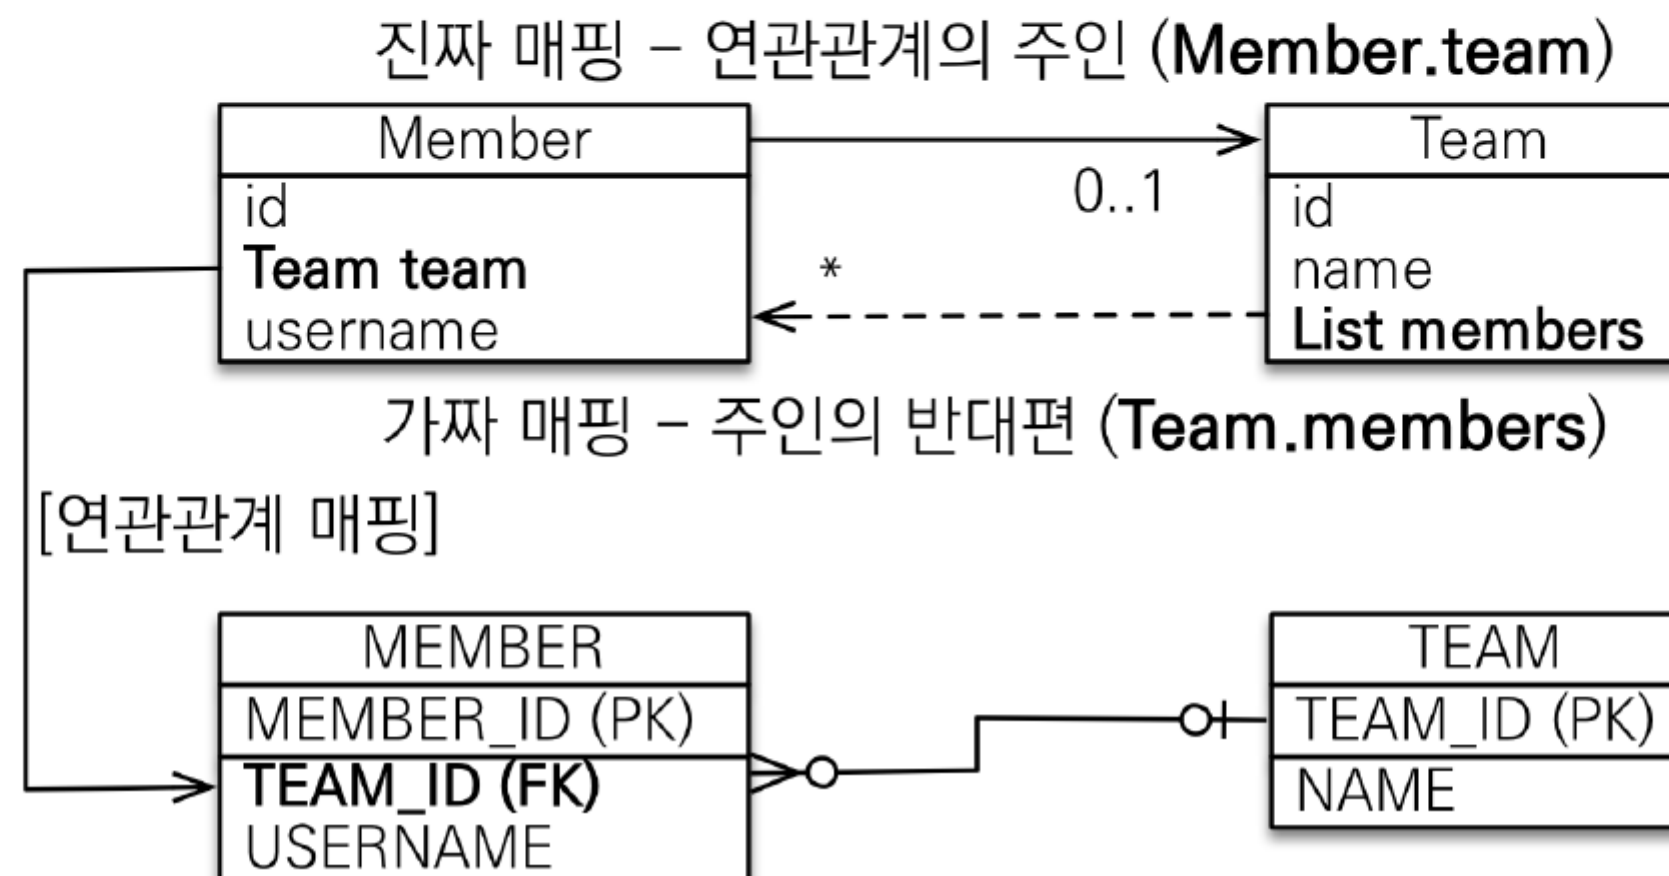 진짜 매핑 - 연관관계의 주인 (Member.team)
Member
id
Team team
username
0..1
*
Team
id
name
List members
가짜 매핑 - 주인의 반대편 (Team.members)
[연관관계 매핑]
MEMBER
MEMBER_ID (PK)
TEAM_ID (FK)
USERNAME
TEAM
TEAM_ID (PK)
NAME